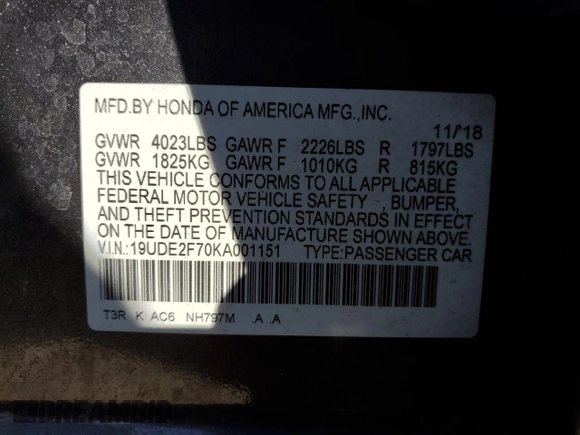 MFD.BY HONDA OF AMERICA MFG.,INC.
11/18
GVWR 4023LBS GAWR F 2226LBS R 1797LBS
GVWR 1825KG GAWR F 1010KG R 815KG
THIS VEHICLE CONFORMS TO ALL APPLICABLE
FEDERAL MOTOR VEHICLE SAFETY , BUMPER,
AND THEFT PREVENTION STANDARDS IN EFFECT
ON THE DATE OF MANUFACTURE SHOWN ABOVE.
V.I.N.:19UDE2F70KA001151 TYPE:PASSENGER CAR
T3R K AC6 NH797M .A .A
DREAMBID